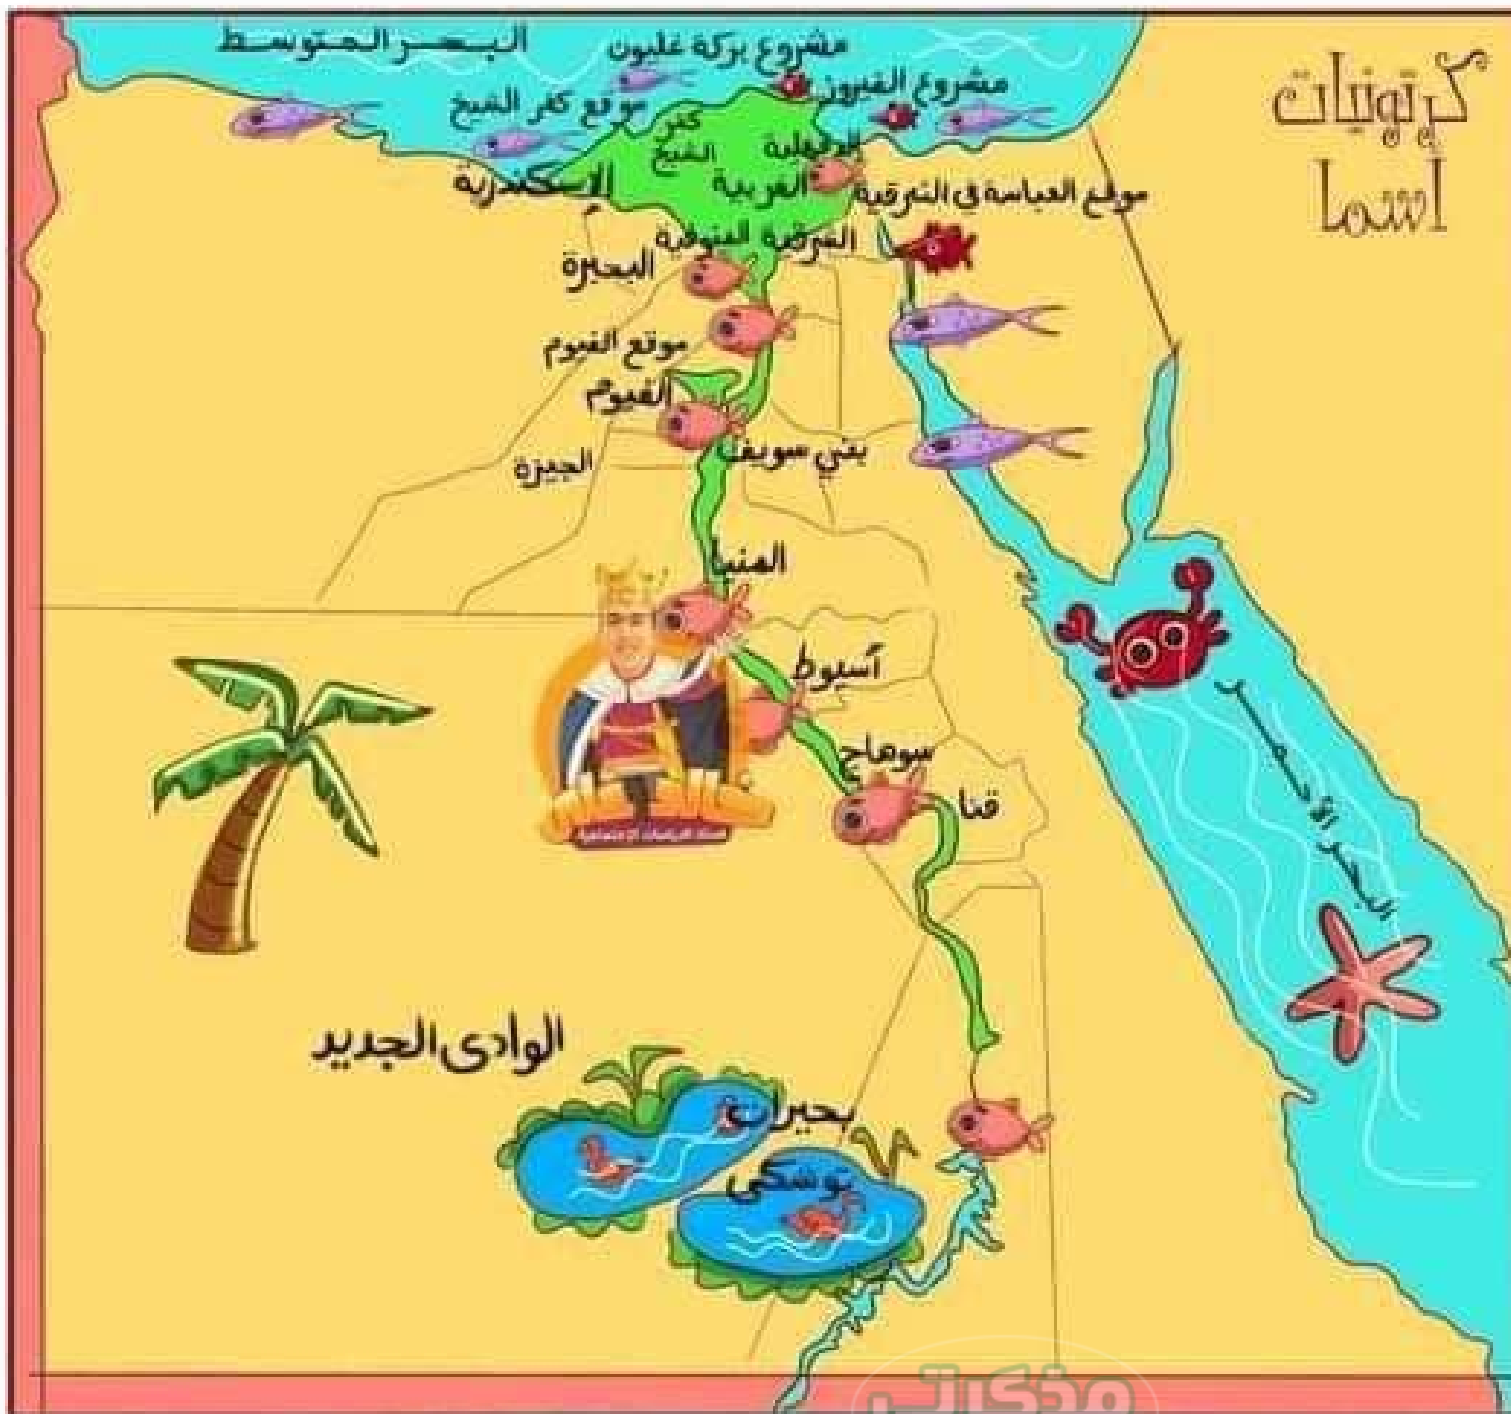 كرتونيات
أسما
البحر المتوسط
مشروع بركة غليون
مشروع الفيروز
موقع كفر الشيخ
كفر
الشيخ
الدقهلية
الإسكندرية
الغربية
موقع العباسة في الشرقية
المنوفية
الشرقية
البحيرة
موقع الفيوم
الفيوم
بني سويف
الجيزة
المنيا
أسيوط
سوهاج
قنا
البحر الأحمر
الوادى الجديد
بحيرات
توشكى
مذكراتي